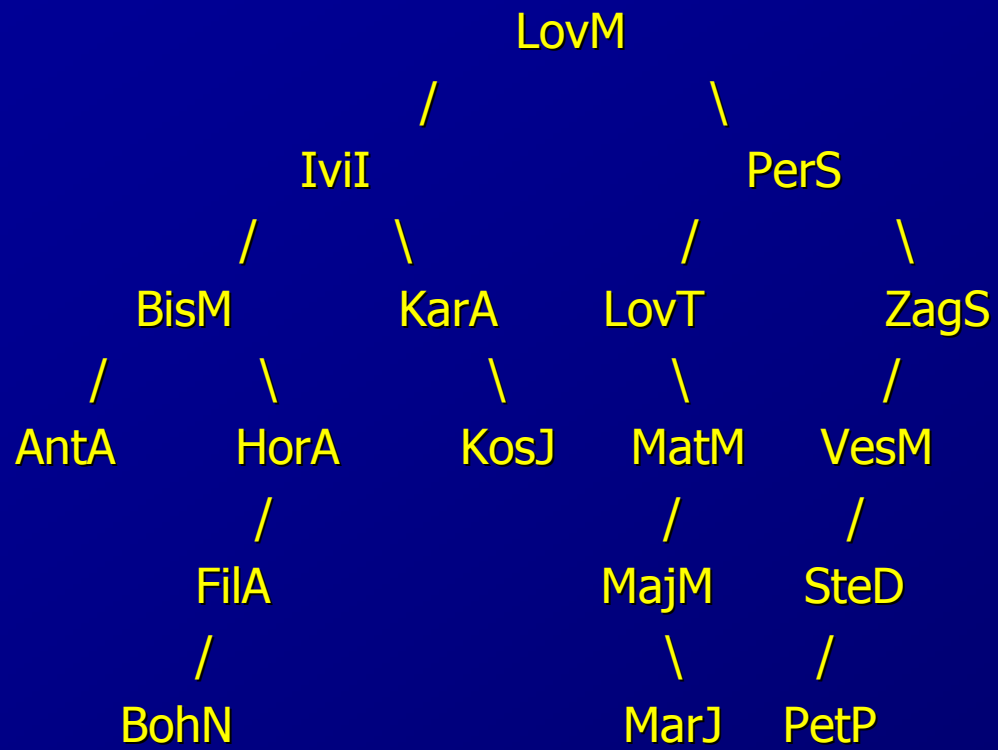 LovM
/ \
IviI PerS
/ \ / \
BisM KarA LovT ZagS
/ \ \ \ /
AntA HorA KosJ MatM VesM
/ / /
FilA MajM SteD
/ \ /
BohN MarJ PetP